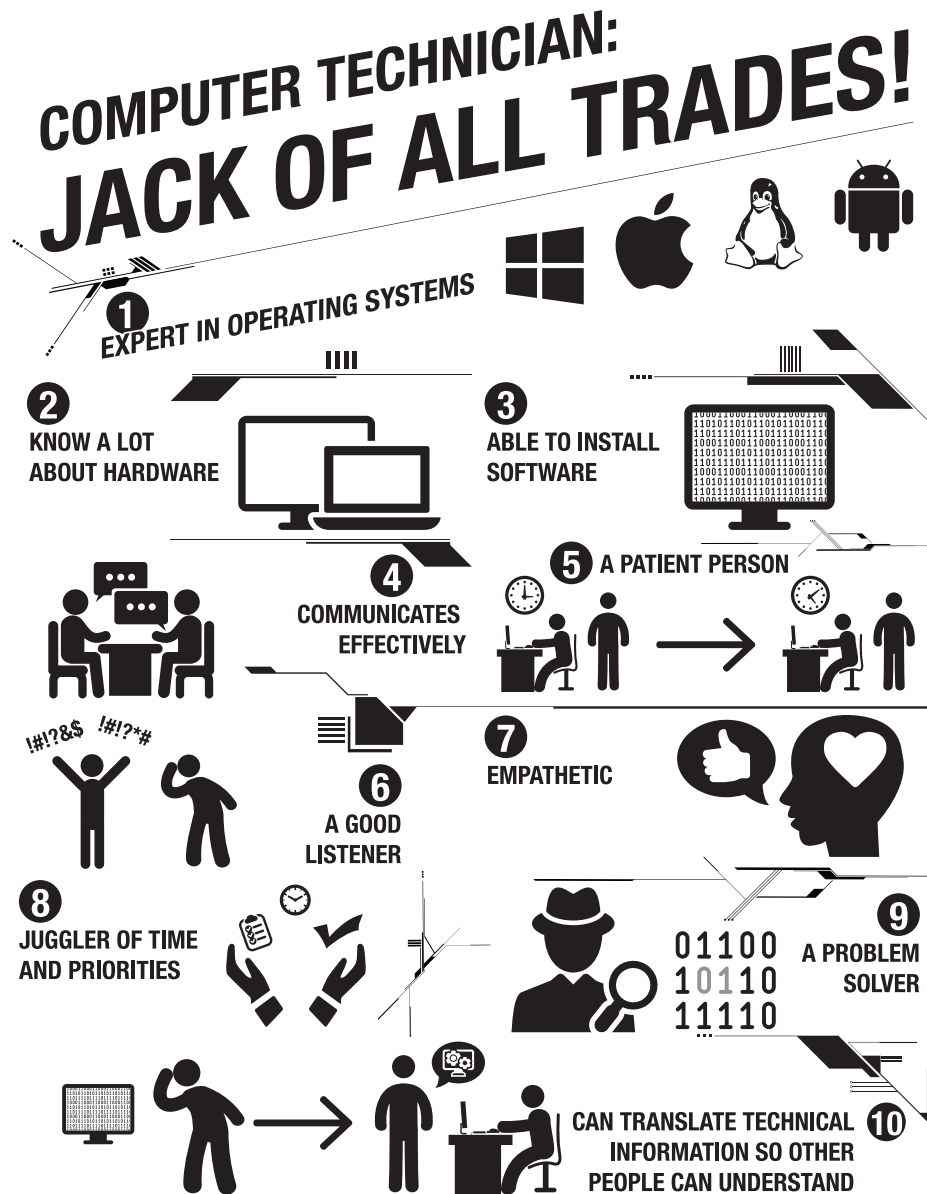 COMPUTER TECHNICIAN:
JACK OF ALL TRADES!
1
EXPERT IN OPERATING SYSTEMS
2
KNOW A LOT
ABOUT HARDWARE
3
ABLE TO INSTALL
SOFTWARE
4
COMMUNICATES
EFFECTIVELY
5 A PATIENT PERSON
!#!?&$ !#!?*#
6
A GOOD
LISTENER
7
EMPATHETIC
8
JUGGLER OF TIME
AND PRIORITIES
9
A PROBLEM
SOLVER
01100
10110
11110
10
CAN TRANSLATE TECHNICAL
INFORMATION SO OTHER
PEOPLE CAN UNDERSTAND